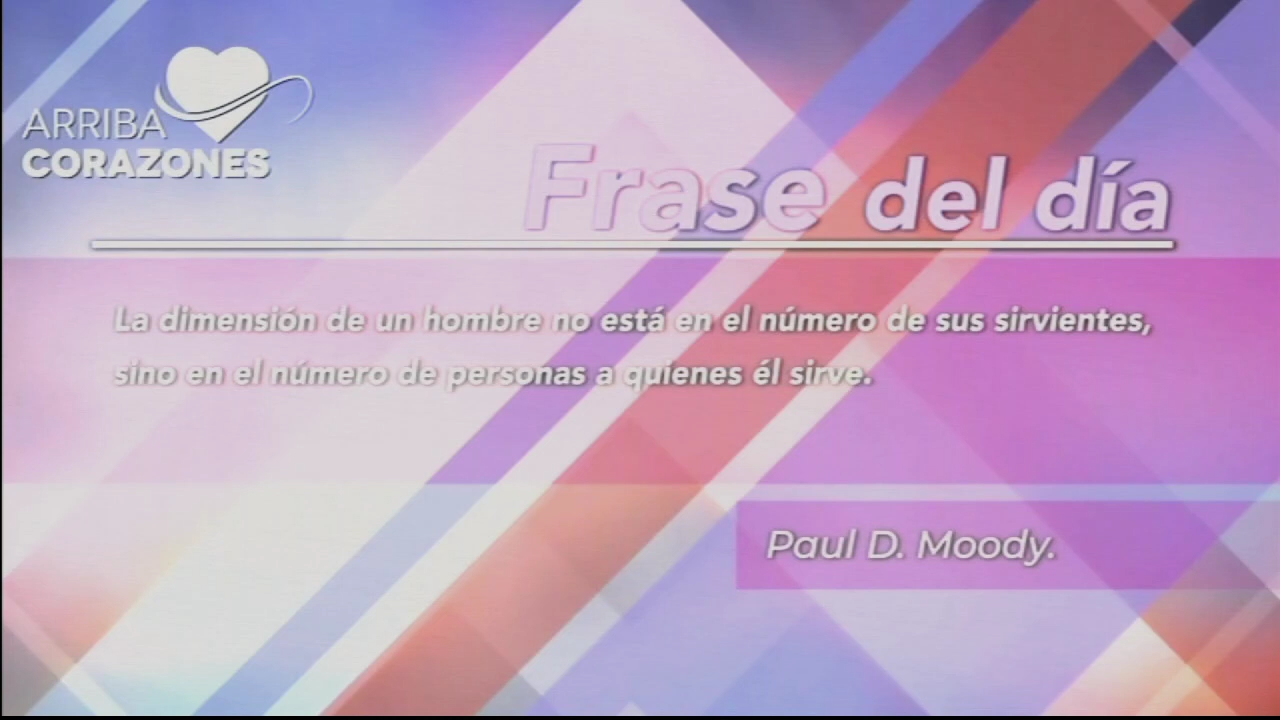 ARRIBA
CORAZONES
Frase del día
La dimensión de un hombre no está en el número de sus sirvientes,
sino en el número de personas a quienes él sirve.
Paul D. Moody.